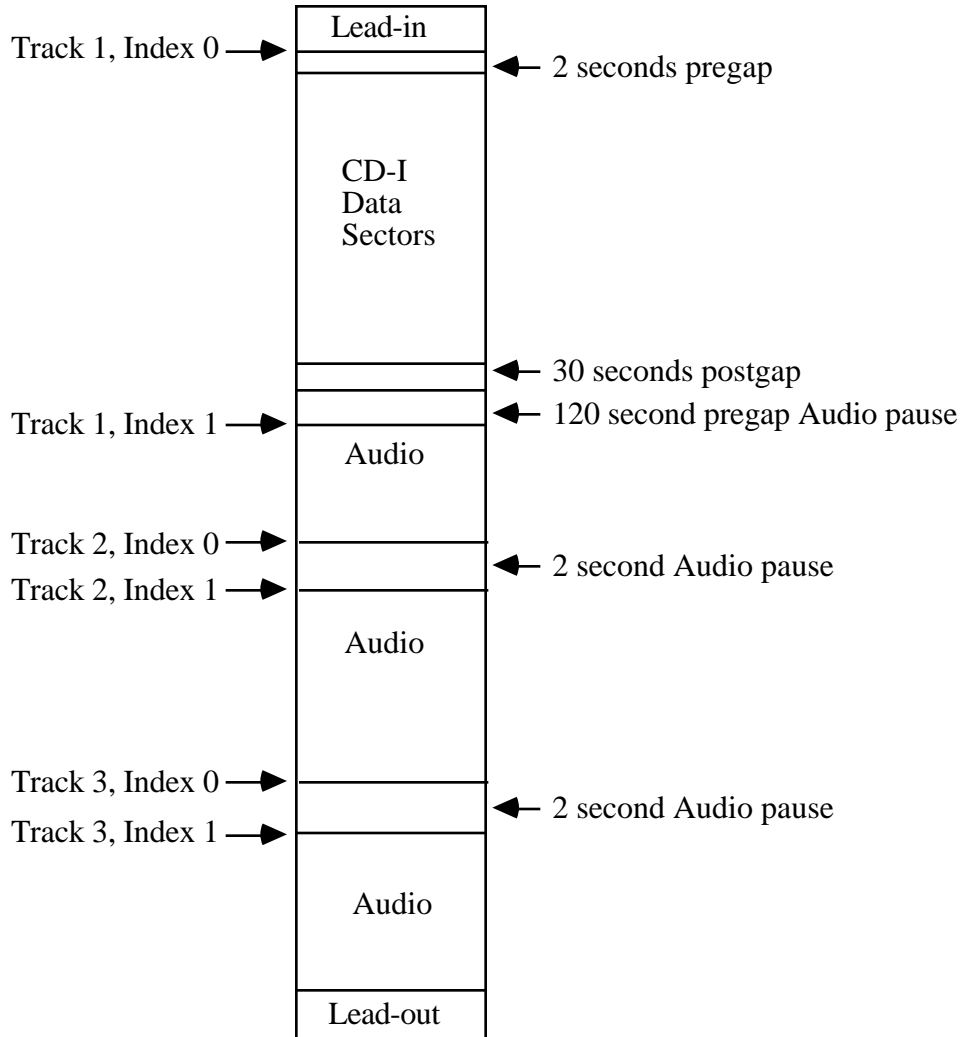 Lead-in
Track 1, Index 0
2 seconds pregap
CD-I
Data
Sectors
30 seconds postgap
120 second pregap Audio pause
Track 1, Index 1
Audio
Track 2, Index 0
2 second Audio pause
Track 2, Index 1
Audio
Track 3, Index 0
2 second Audio pause
Track 3, Index 1
Audio
Lead-out